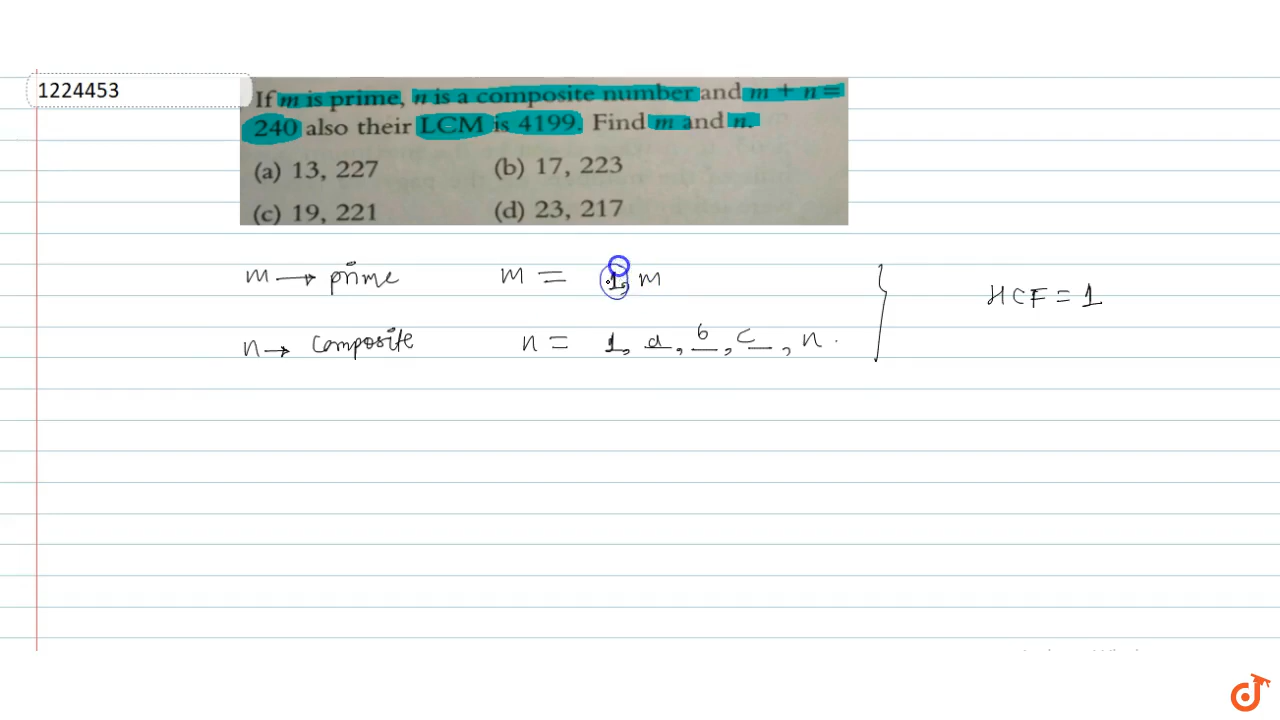 1224453
If m is prime, n is a composite number and m + n =
240 also their LCM is 4199. Find m and n.
(a) 13, 227 (b) 17, 223
(c) 19, 221 (d) 23, 217
m → prime m = 1, m
n → composite n = 1, a, b, c, n.
HCF = 1